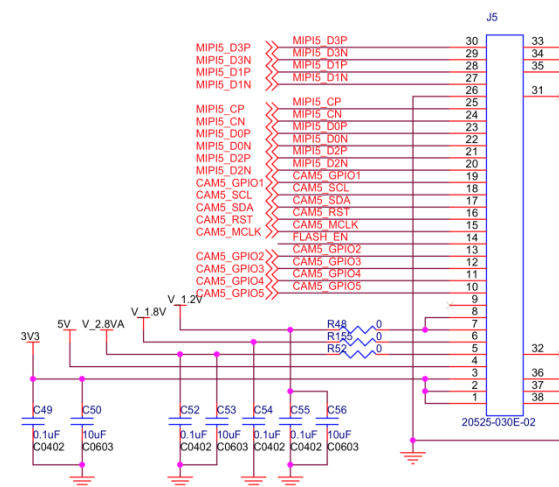 J5
MIPI5_D3P MIPI5_D3P 30 33
MIPI5_D3N MIPI5_D3N 29 34
MIPI5_D1P MIPI5_D1P 28 35
MIPI5_D1N MIPI5_D1N 27
26 31
MIPI5_CP MIPI5_CP 25
MIPI5_CN MIPI5_CN 24
MIPI5_D0P MIPI5_D0P 23
MIPI5_D0N MIPI5_D0N 22
MIPI5_D2P MIPI5_D2P 21
MIPI5_D2N MIPI5_D2N 20
CAM5_GPIO1 CAM5_GPIO1 19
CAM5_SCL CAM5_SCL 18
CAM5_SDA CAM5_SDA 17
CAM5_RST CAM5_RST 16
CAM5_MCLK CAM5_MCLK 15
FLASH_EN 14
CAM5_GPIO2 CAM5_GPIO2 13
CAM5_GPIO3 CAM5_GPIO3 12
CAM5_GPIO4 CAM5_GPIO4 11
CAM5_GPIO5 CAM5_GPIO5 10
9
V_1.2V
8
V_1.8V
5V V_2.8VA R48 0 7
3V3 R155 0 6
R52 0 5 32
4
3 36
2 37
1 38
C49 C50 C52 C53 C54 C55 C56
20525-030E-02
0.1uF 10uF 0.1uF 10uF 0.1uF 0.1uF 10uF
C0402 C0603 C0402 C0603 C0402 C0402 C0603